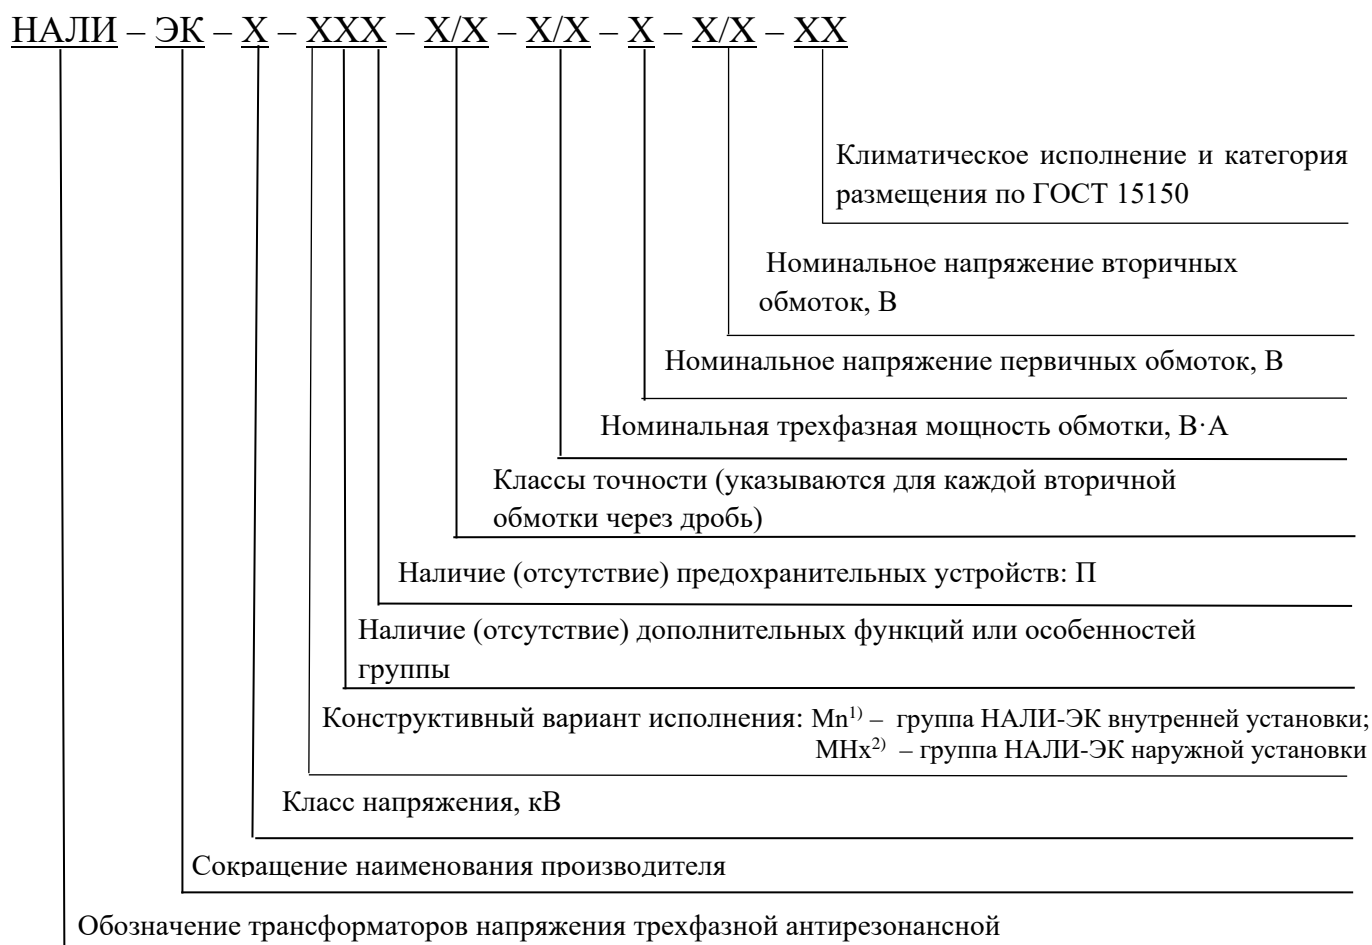 НАЛИ – ЭК – Х – ХХХ – Х/Х – Х/Х – Х – Х/Х – ХХ
Климатическое исполнение и категория
размещения по ГОСТ 15150
Номинальное напряжение вторичных
обмоток, В
Номинальное напряжение первичных обмоток, В
Номинальная трехфазная мощность обмотки, В·А
Классы точности (указываются для каждой вторичной
обмотки через дробь)
Наличие (отсутствие) предохранительных устройств: П
Наличие (отсутствие) дополнительных функций или особенностей
группы
Конструктивный вариант исполнения: Мn¹⁾ – группа НАЛИ-ЭК внутренней установки;
МНх²⁾ – группа НАЛИ-ЭК наружной установки
Класс напряжения, кВ
Сокращение наименования производителя
Обозначение трансформаторов напряжения трехфазной антирезонансной